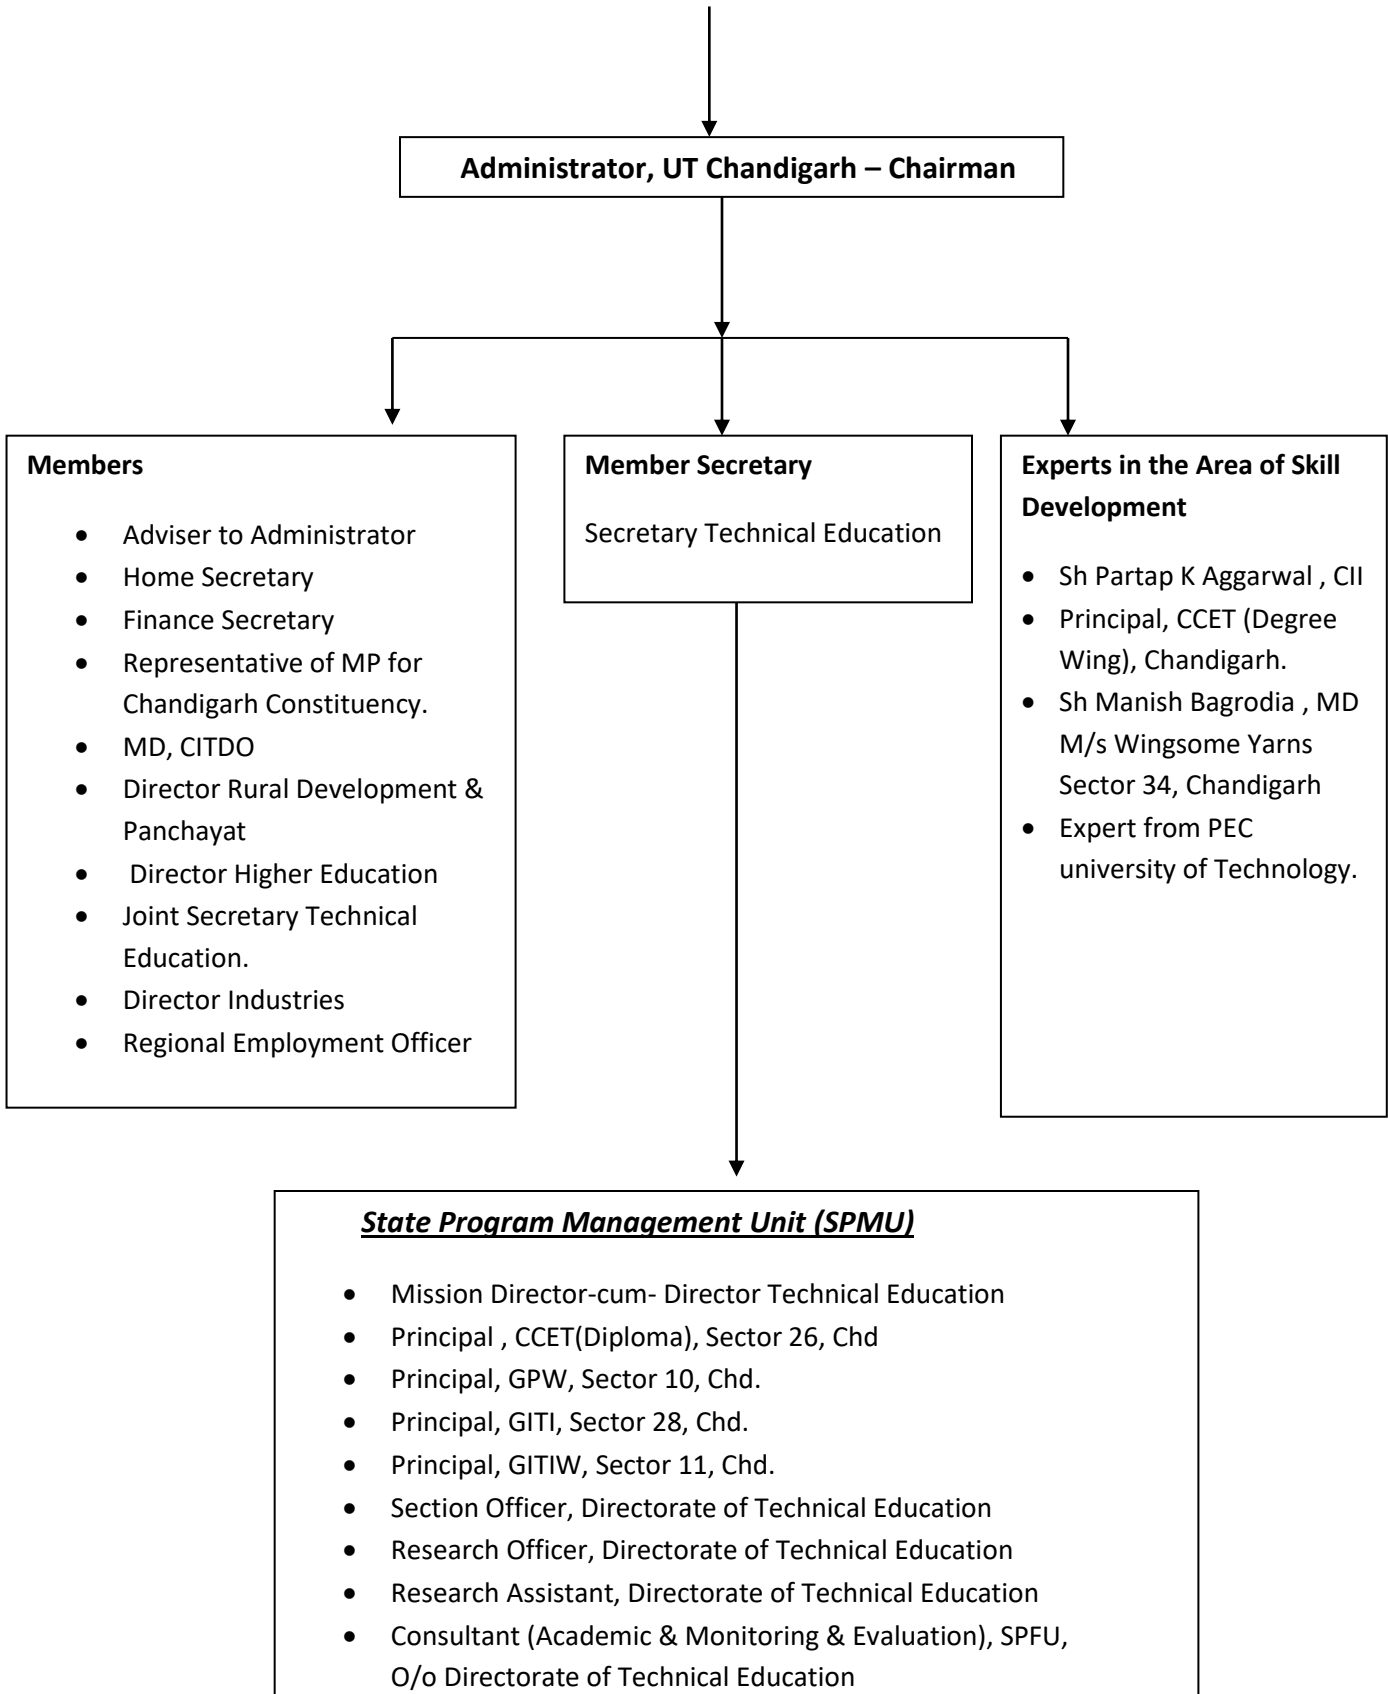 Administrator, UT Chandigarh – Chairman
Members
• Adviser to Administrator
• Home Secretary
• Finance Secretary
• Representative of MP for
Chandigarh Constituency.
• MD, CITDO
• Director Rural Development &
Panchayat
• Director Higher Education
• Joint Secretary Technical
Education.
• Director Industries
• Regional Employment Officer
Member Secretary
Secretary Technical Education
Experts in the Area of Skill
Development
• Sh Partap K Aggarwal , CII
• Principal, CCET (Degree
Wing), Chandigarh.
• Sh Manish Bagrodia , MD
M/s Wingsome Yarns
Sector 34, Chandigarh
• Expert from PEC
university of Technology.
State Program Management Unit (SPMU)
• Mission Director-cum- Director Technical Education
• Principal , CCET(Diploma), Sector 26, Chd
• Principal, GPW, Sector 10, Chd.
• Principal, GITI, Sector 28, Chd.
• Principal, GITIW, Sector 11, Chd.
• Section Officer, Directorate of Technical Education
• Research Officer, Directorate of Technical Education
• Research Assistant, Directorate of Technical Education
• Consultant (Academic & Monitoring & Evaluation), SPFU,
O/o Directorate of Technical Education